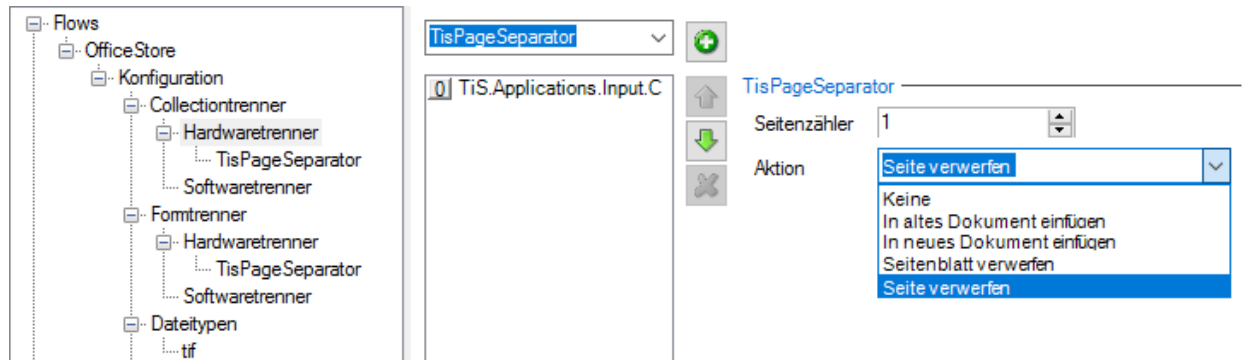 Flows
OfficeStore
Konfiguration
Collectiontrenner
Hardwaretrenner
TisPageSeparator
Softwaretrenner
Formtrenner
Hardwaretrenner
TisPageSeparator
Softwaretrenner
Dateitypen
tif
TisPageSeparator
0 TiS.Applications.Input.C
TisPageSeparator
Seitenzähler 1
Aktion Seite verwerfen
Keine
In altes Dokument einfügen
In neues Dokument einfügen
Seitenblatt verwerfen
Seite verwerfen